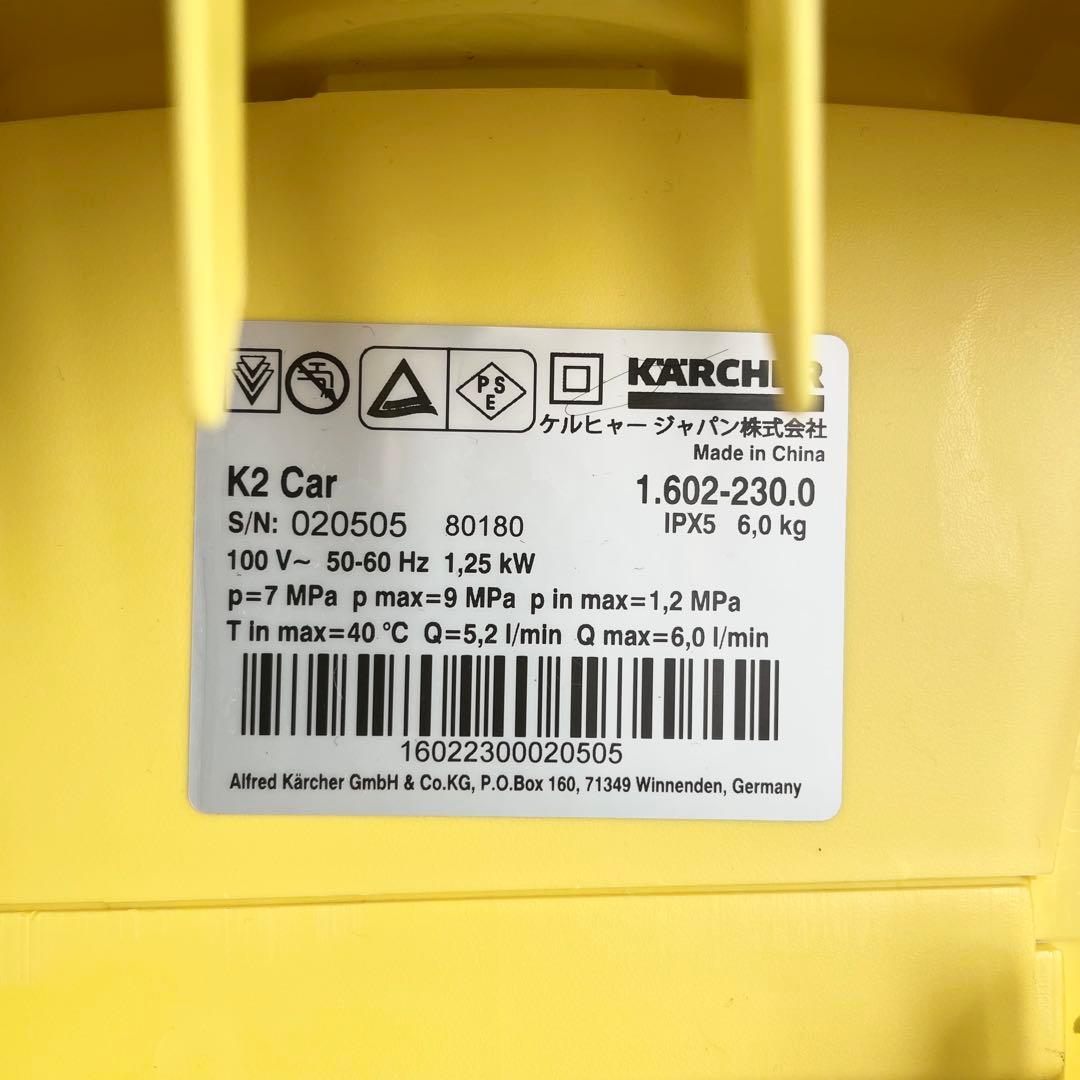 PSE
KÄRCHER
ケルヒャー ジャパン株式会社
Made in China
K2 Car 1.602-230.0
S/N: 020505 80180 IPX5 6,0 kg
100 V~ 50-60 Hz 1,25 kW
p=7 MPa p max=9 MPa p in max=1,2 MPa
T in max=40 °C Q=5,2 l/min Q max=6,0 l/min
16022300020505
Alfred Kärcher GmbH & Co.KG, P.O.Box 160, 71349 Winnenden, Germany